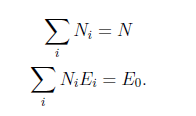 ∑_i N_i = N
∑_i N_i E_i = E_0.